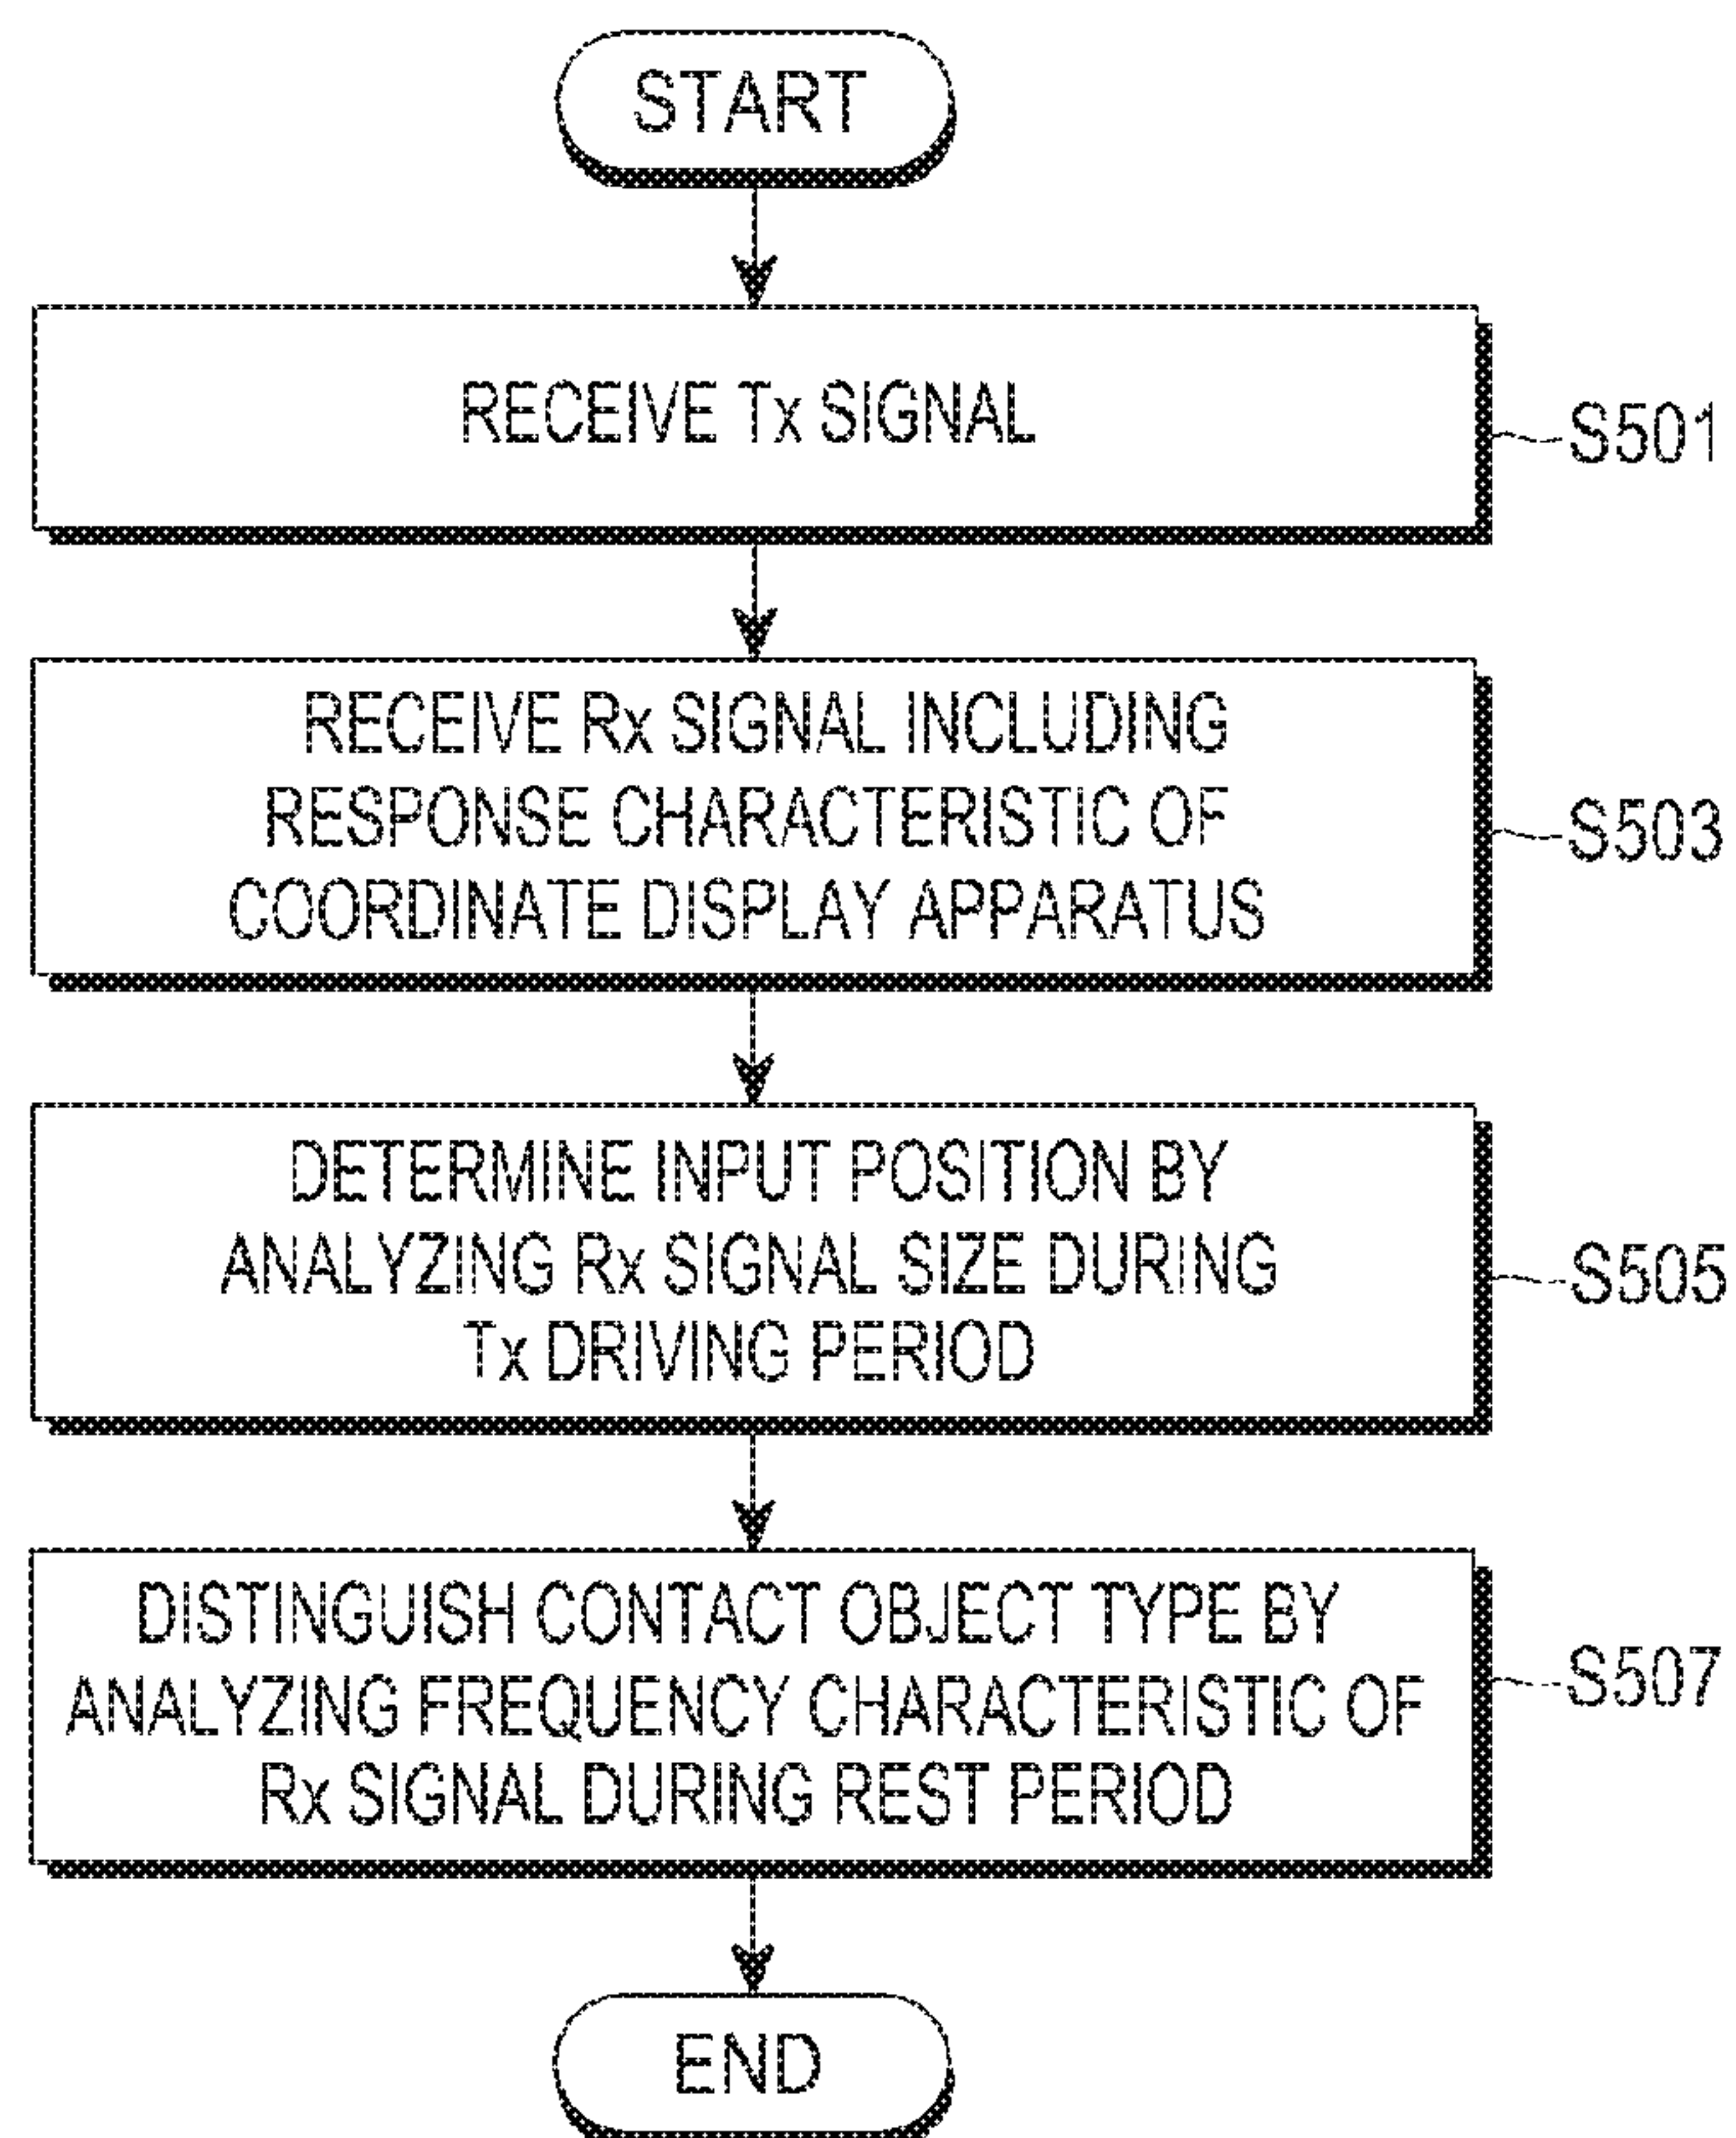 START
RECEIVE Tx SIGNAL
S501
RECEIVE Rx SIGNAL INCLUDING
RESPONSE CHARACTERISTIC OF
COORDINATE DISPLAY APPARATUS
S503
DETERMINE INPUT POSITION BY
ANALYZING Rx SIGNAL SIZE DURING
Tx DRIVING PERIOD
S505
DISTINGUISH CONTACT OBJECT TYPE BY
ANALYZING FREQUENCY CHARACTERISTIC OF
Rx SIGNAL DURING REST PERIOD
S507
END